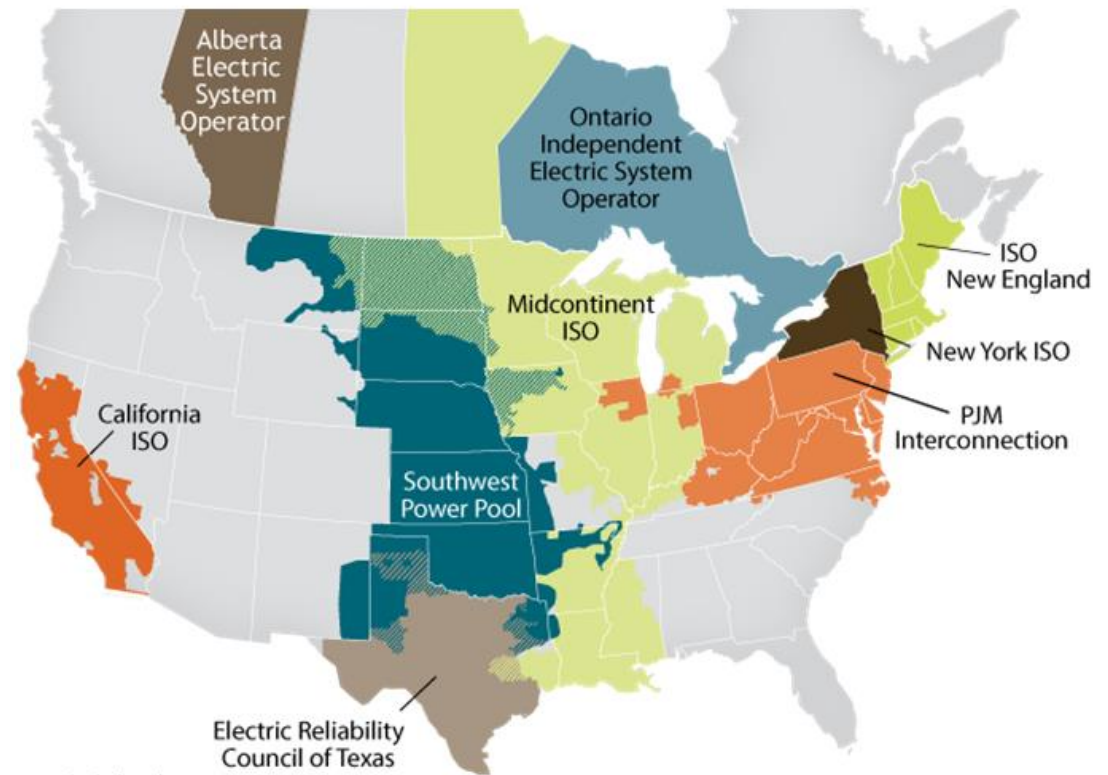 Alberta
Electric
System
Operator
Ontario
Independent
Electric System
Operator
ISO
New England
Midcontinent
ISO
New York ISO
PJM
Interconnection
California
ISO
Southwest
Power Pool
Electric Reliability
Council of Texas